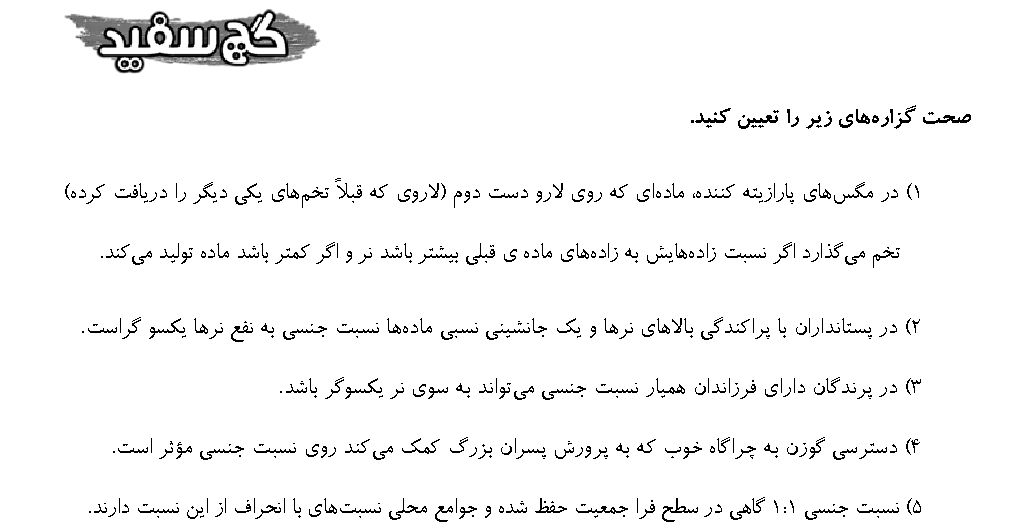 گچ سفید
صحت گزاره‌های زیر را تعیین کنید.
۱) در مگس‌های پارازیته کننده، ماده‌ای که روی لارو دست دوم (لاروی که قبلاً تخم‌های یکی دیگر را دریافت کرده)
تخم می‌گذارد اگر نسبت زاده‌هایش به زاده‌های ماده ی قبلی بیشتر باشد نر و اگر کمتر باشد ماده تولید می‌کند.
۲) در پستانداران با پراکندگی بالاهای نرها و یک جانشینی نسبی ماده‌ها نسبت جنسی به نفع نرها یکسو گراست.
۳) در پرندگان دارای فرزاندان همیار نسبت جنسی می‌تواند به سوی نر یکسوگر باشد.
۴) دسترسی گوزن به چراگاه خوب که به پرورش پسران بزرگ کمک می‌کند روی نسبت جنسی مؤثر است.
۵) نسبت جنسی ۱:۱ گاهی در سطح فرا جمعیت حفظ شده و جوامع محلی نسبت‌های با انحراف از این نسبت دارند.